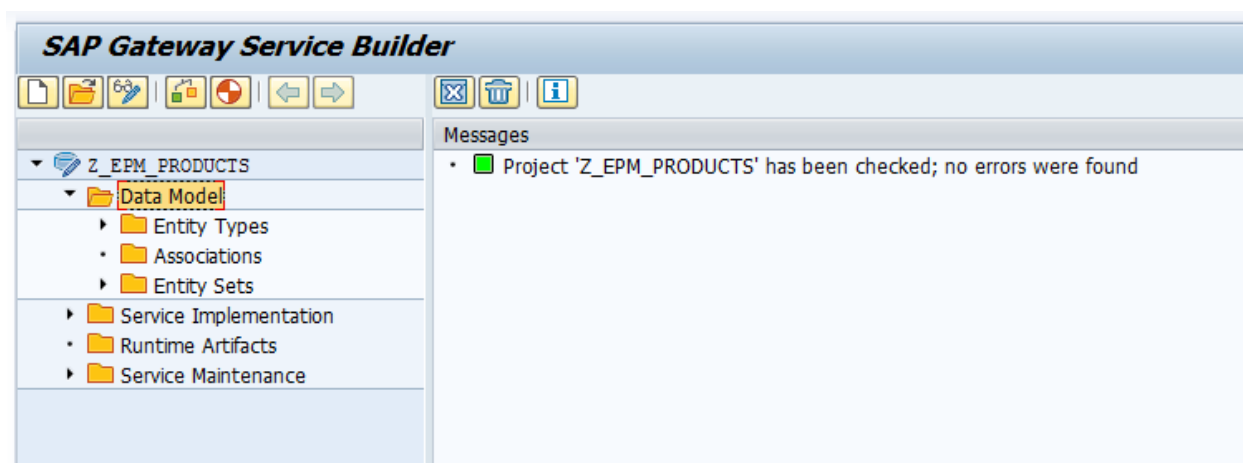 SAP Gateway Service Builder
Messages
Z_EPM_PRODUCTS
Project 'Z_EPM_PRODUCTS' has been checked; no errors were found
Data Model
Entity Types
Associations
Entity Sets
Service Implementation
Runtime Artifacts
Service Maintenance